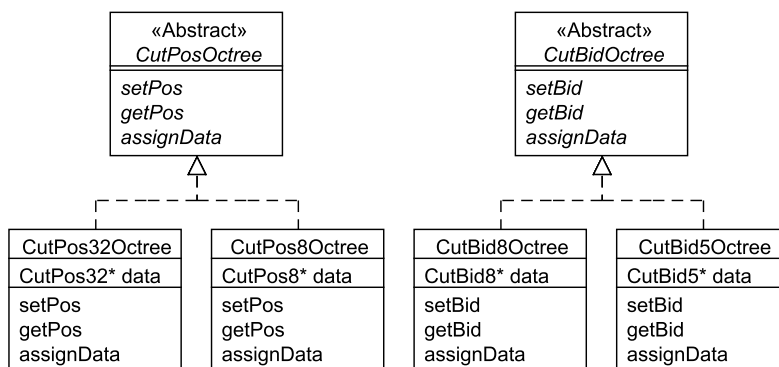 «Abstract»
CutPosOctree
setPos
getPos
assignData
«Abstract»
CutBidOctree
setBid
getBid
assignData
CutPos32Octree
CutPos32* data
setPos
getPos
assignData
CutPos8Octree
CutPos8* data
setPos
getPos
assignData
CutBid8Octree
CutBid8* data
setBid
getBid
assignData
CutBid5Octree
CutBid5* data
setBid
getBid
assignData